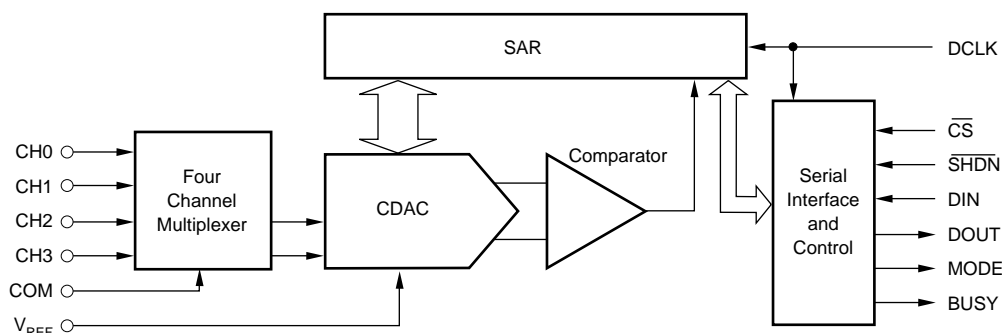 SAR
DCLK
CH0
CH1
CH2
CH3
COM
VREF
Four
Channel
Multiplexer
CDAC
Comparator
Serial
Interface
and
Control
CS
SHDN
DIN
DOUT
MODE
BUSY